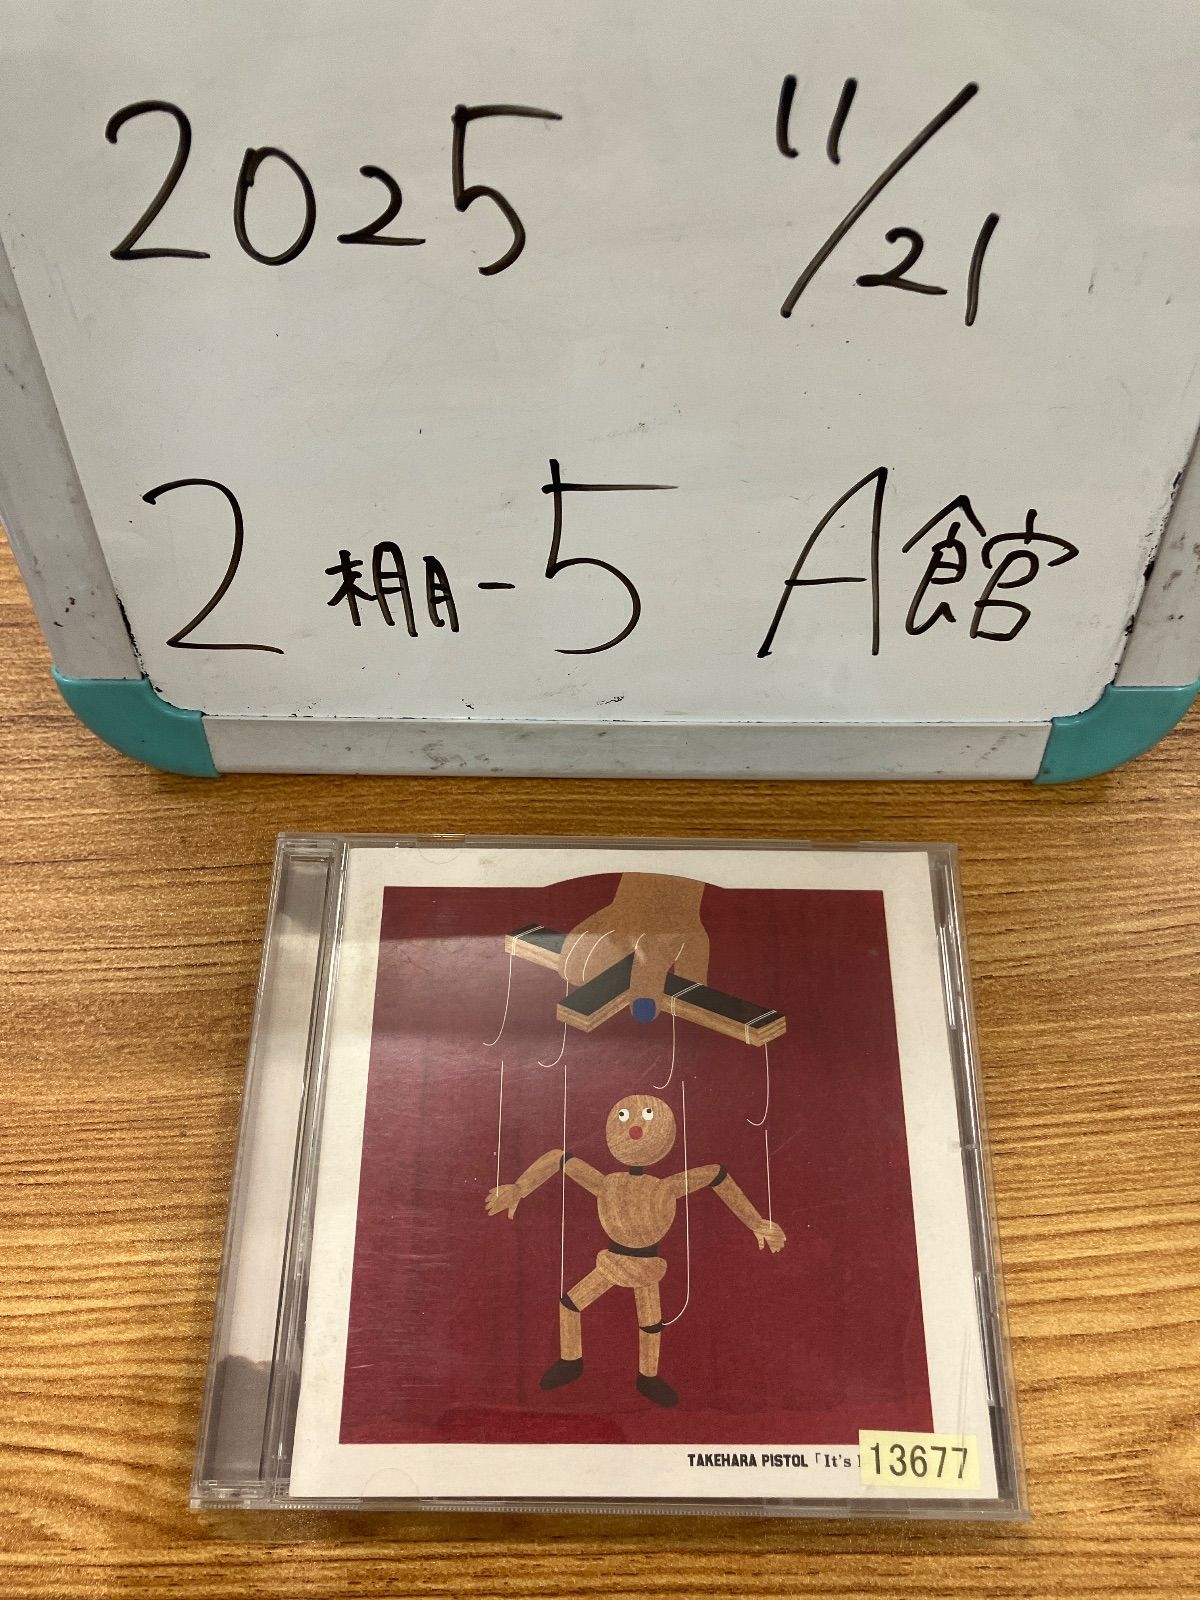 2025 11/21
2棚-5 A館
TAKEHARA PISTOL「It's
13677